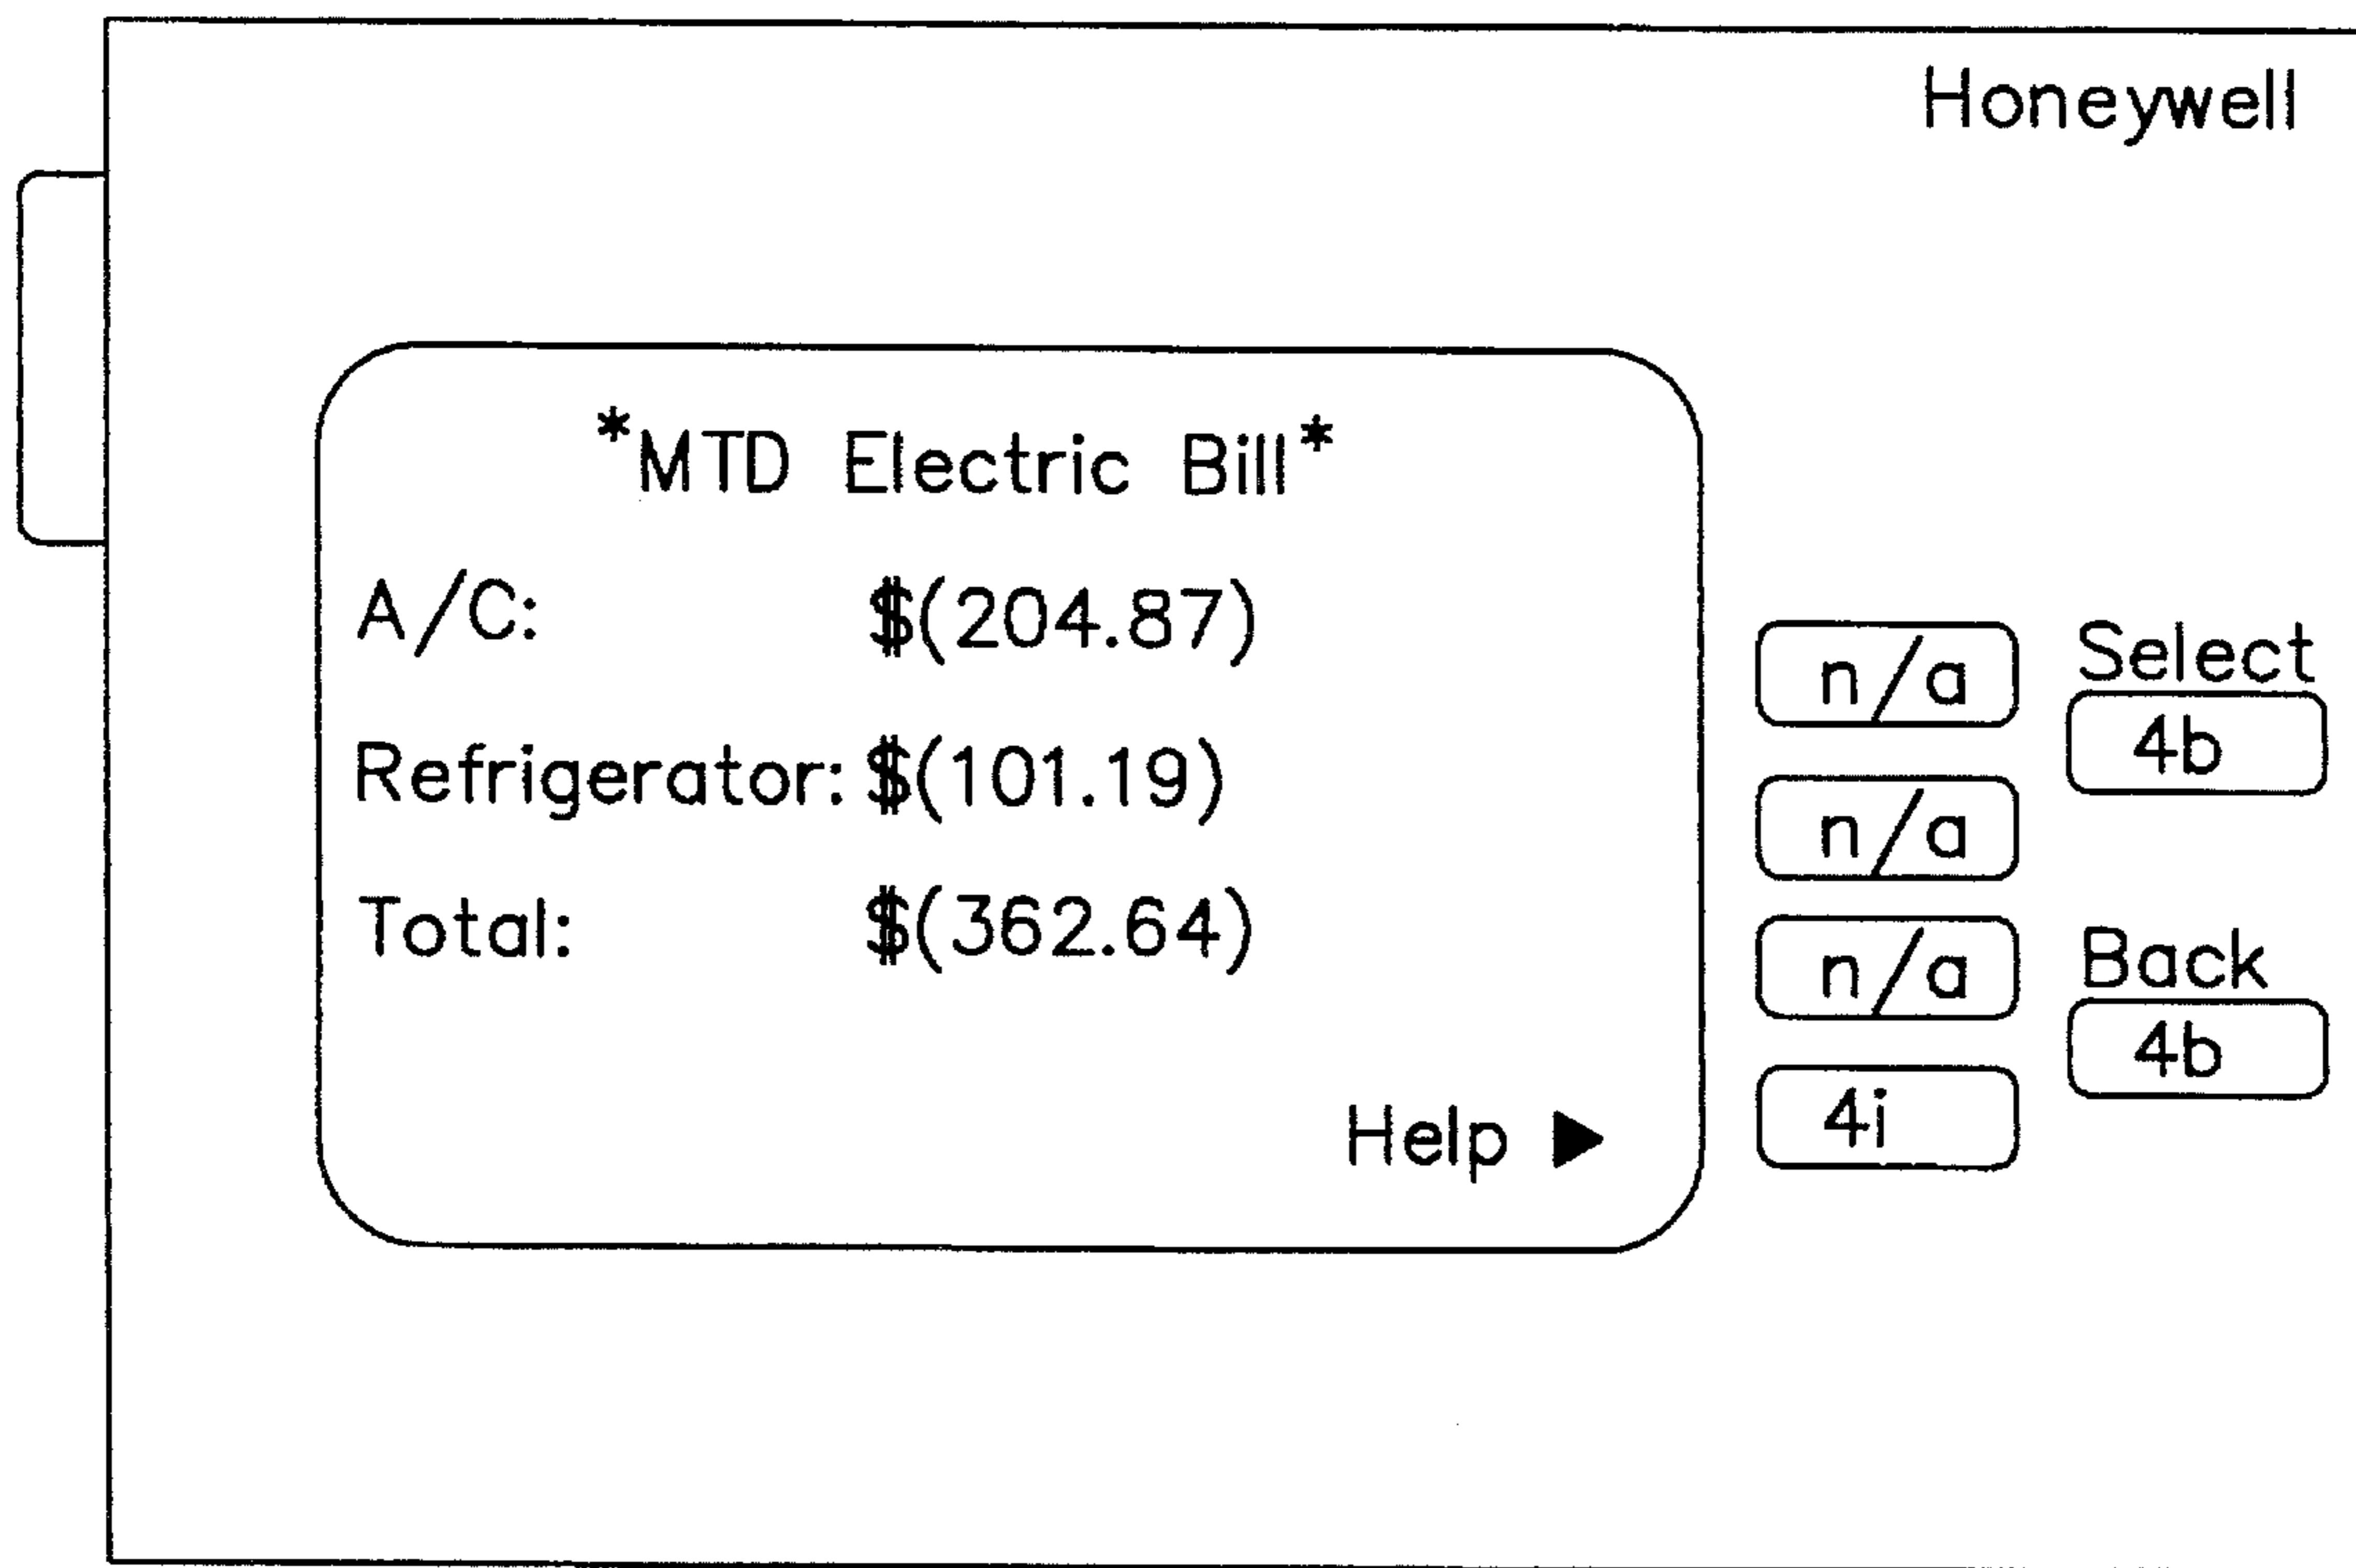 Honeywell
*MTD Electric Bill*
A/C: $(204.87)
Refrigerator: $(101.19)
Total: $(362.64)
Help ▶
n/a
n/a
n/a
4i
Select
4b
Back
4b